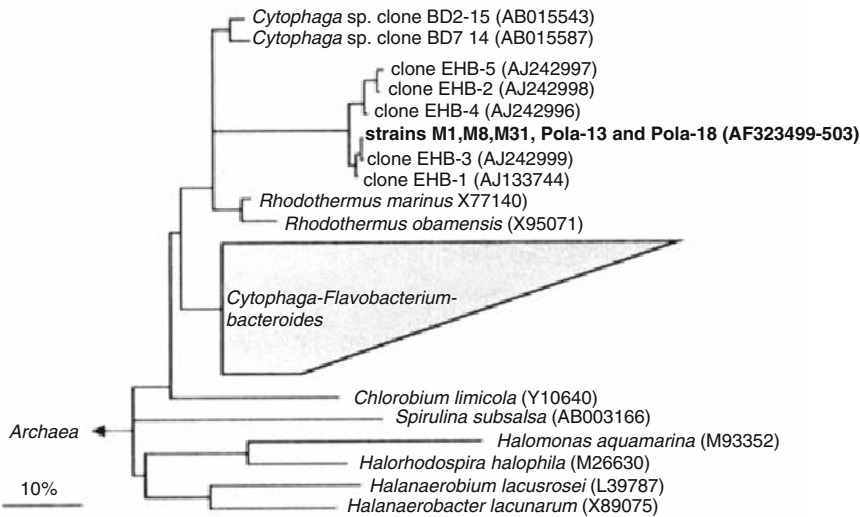 Cytophaga sp. clone BD2-15 (AB015543)
Cytophaga sp. clone BD7 14 (AB015587)
clone EHB-5 (AJ242997)
clone EHB-2 (AJ242998)
clone EHB-4 (AJ242996)
strains M1,M8,M31, Pola-13 and Pola-18 (AF323499-503)
clone EHB-3 (AJ242999)
clone EHB-1 (AJ133744)
Rhodothermus marinus X77140)
Rhodothermus obamensis (X95071)
Cytophaga-Flavobacterium-
bacteroides
Chlorobium limicola (Y10640)
Spirulina subsalsa (AB003166)
Archaea
Halomonas aquamarina (M93352)
Halorhodospira halophila (M26630)
10%
Halanaerobium lacusrosei (L39787)
Halanaerobacter lacunarum (X89075)